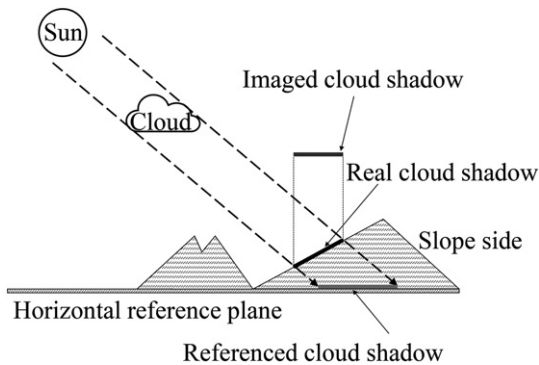 Sun
Cloud
Imaged cloud shadow
Real cloud shadow
Slope side
Horizontal reference plane
Referenced cloud shadow